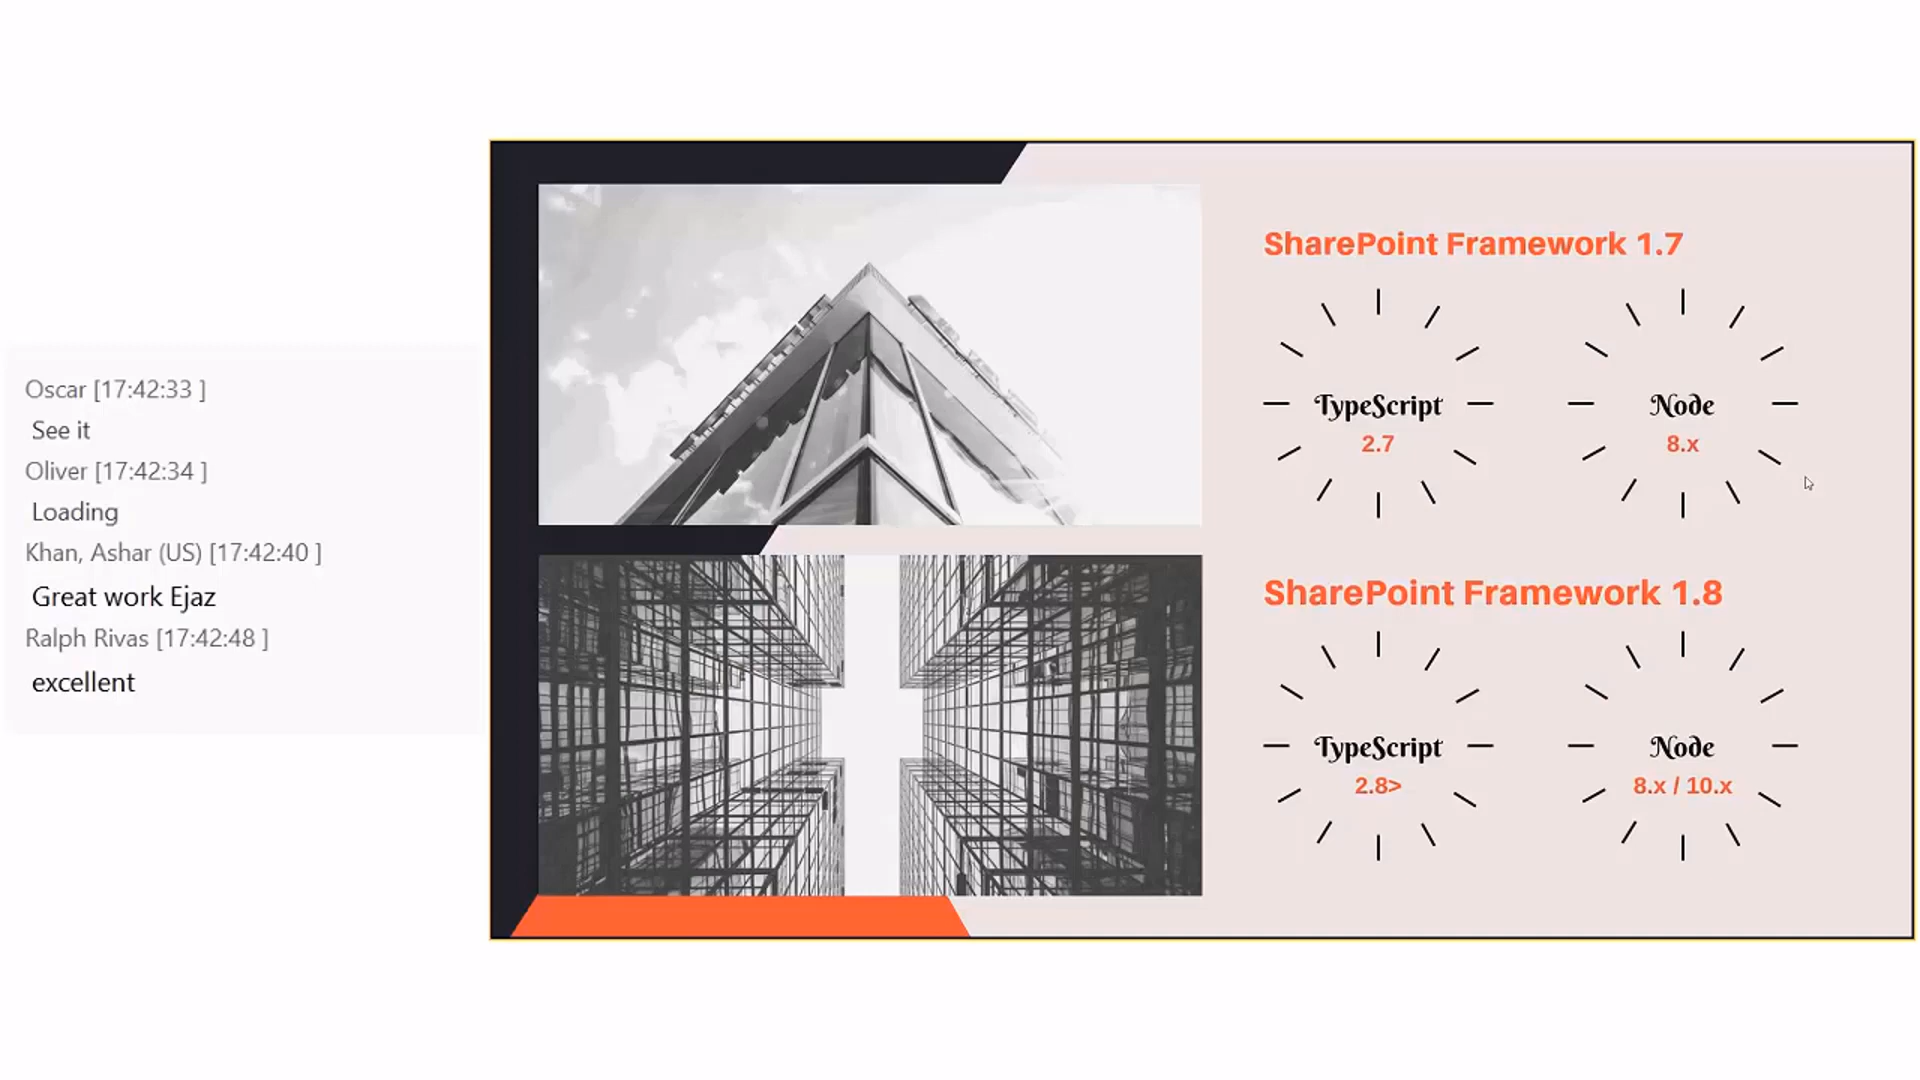 Oscar [17:42:33 ]
See it
Oliver [17:42:34 ]
Loading
Khan, Ashar (US) [17:42:40 ]
Great work Ejaz
Ralph Rivas [17:42:48 ]
excellent
SharePoint Framework 1.7
TypeScript
2.7
Node
8.x
SharePoint Framework 1.8
TypeScript
2.8>
Node
8.x / 10.x